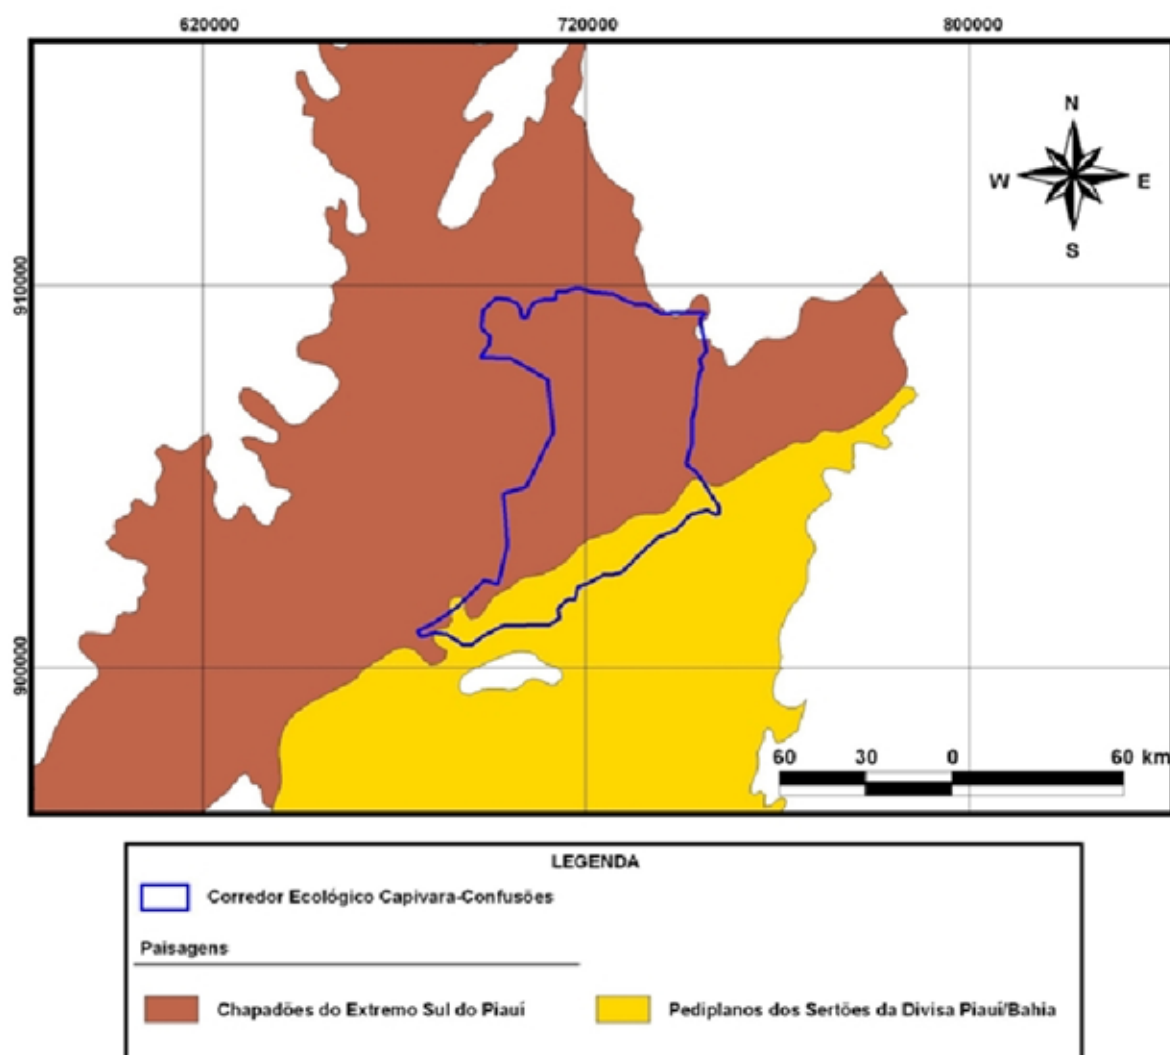 620000 720000 800000
N
W E
S
910000
900000
60 30 0 60 km
LEGENDA
Corredor Ecológico Capivara-Confusões
Paisagens
Chapadões do Extremo Sul do Piauí
Pediplanos dos Sertões da Divisa Piauí/Bahia